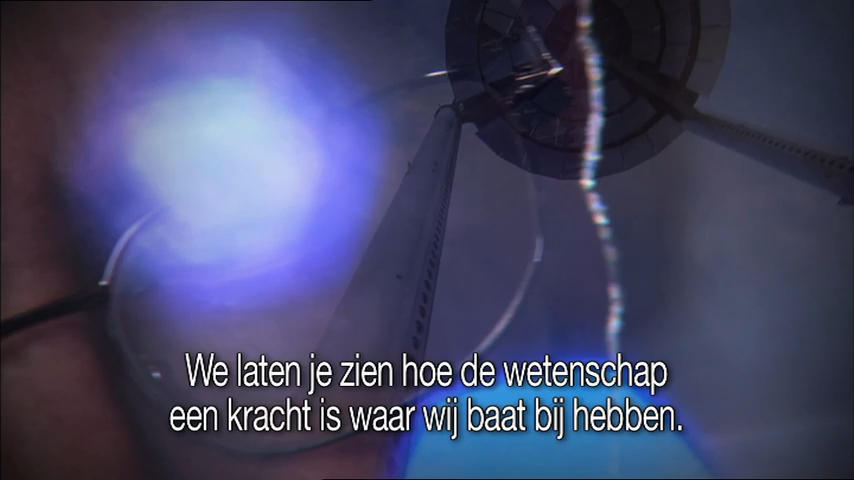 We laten je zien hoe de wetenschap
een kracht is waar wij baat bij hebben.